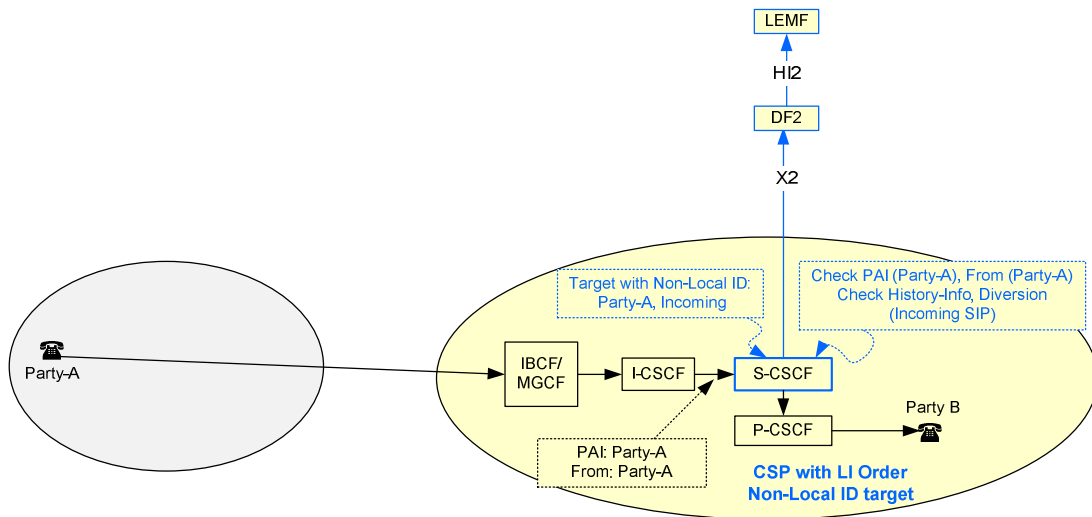 LEMF
HI2
DF2
X2
Target with Non-Local ID:
Party-A, Incoming
Check PAI (Party-A), From (Party-A)
Check History-Info, Diversion
(Incoming SIP)
Party-A
IBCF/
MGCF
I-CSCF
S-CSCF
P-CSCF
Party B
PAI: Party-A
From: Party-A
CSP with LI Order
Non-Local ID target